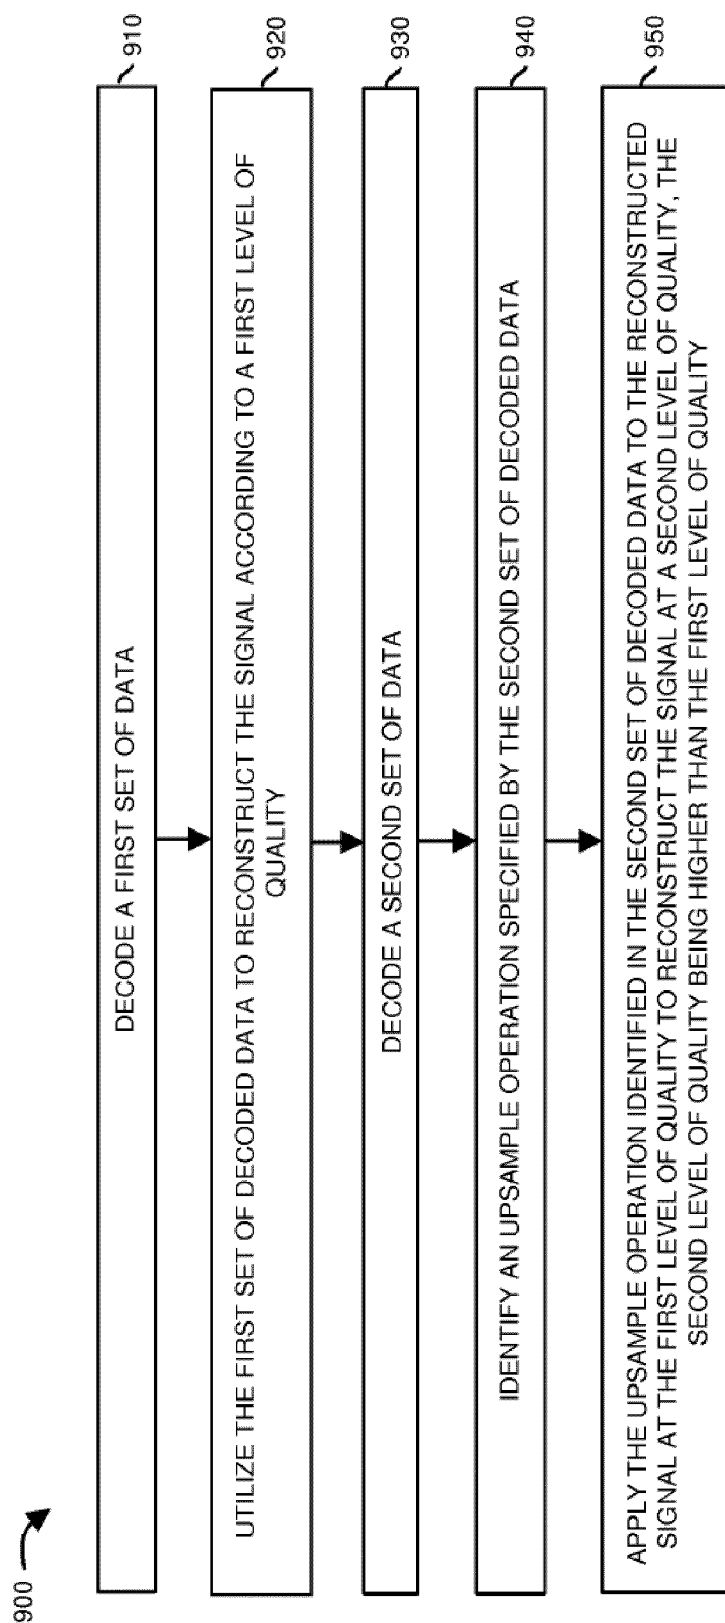 900
910
DECODE A FIRST SET OF DATA
920
UTILIZE THE FIRST SET OF DECODED DATA TO RECONSTRUCT THE SIGNAL ACCORDING TO A FIRST LEVEL OF
QUALITY
930
DECODE A SECOND SET OF DATA
940
IDENTIFY AN UPSAMPLE OPERATION SPECIFIED BY THE SECOND SET OF DECODED DATA
950
APPLY THE UPSAMPLE OPERATION IDENTIFIED IN THE SECOND SET OF DECODED DATA TO THE RECONSTRUCTED
SIGNAL AT THE FIRST LEVEL OF QUALITY TO RECONSTRUCT THE SIGNAL AT A SECOND LEVEL OF QUALITY, THE
SECOND LEVEL OF QUALITY BEING HIGHER THAN THE FIRST LEVEL OF QUALITY